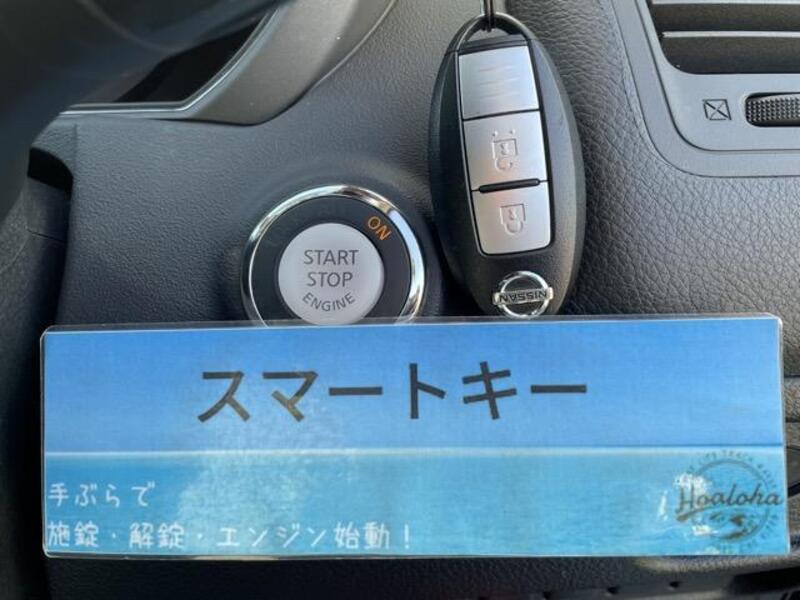 ON
START
STOP
ENGINE
NISSAN
スマートキー
手ぶらで
施錠・解錠・エンジン始動！
Hoaloha